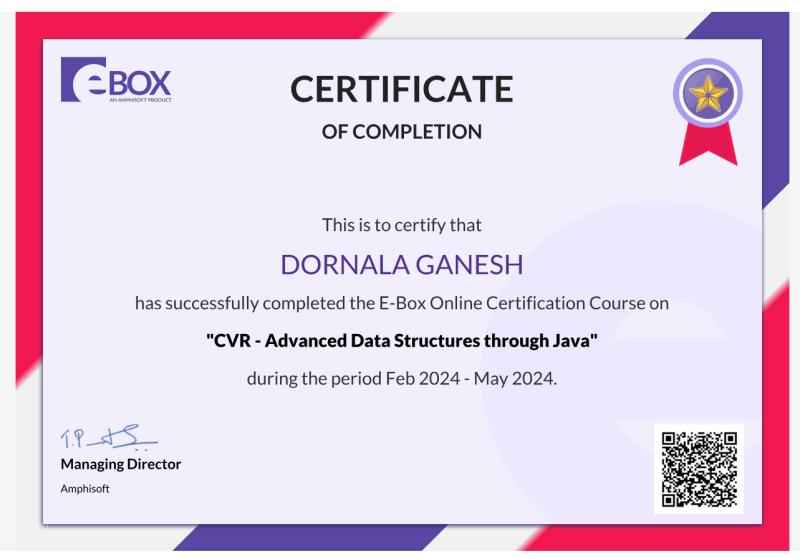 eBOX
AN AMPHISOFT PRODUCT
CERTIFICATE
OF COMPLETION
This is to certify that
DORNALA GANESH
has successfully completed the E-Box Online Certification Course on
"CVR - Advanced Data Structures through Java"
during the period Feb 2024 - May 2024.
Managing Director
Amphisoft